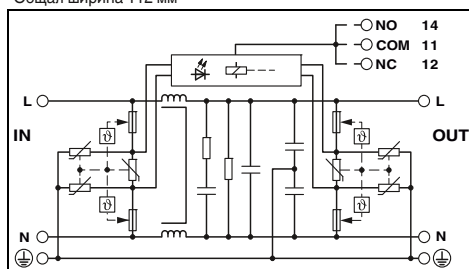 Общая ширина 112 мм
NO 14
COM 11
NC 12
L
L
IN
OUT
ϑ
ϑ
ϑ
ϑ
N
N